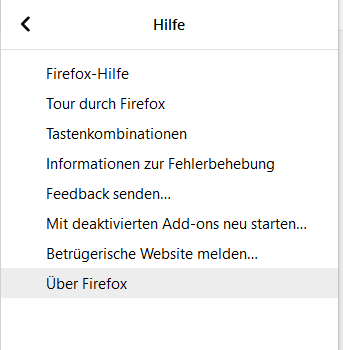 Hilfe
Firefox-Hilfe
Tour durch Firefox
Tastenkombinationen
Informationen zur Fehlerbehebung
Feedback senden...
Mit deaktivierten Add-ons neu starten...
Betrügerische Website melden...
Über Firefox